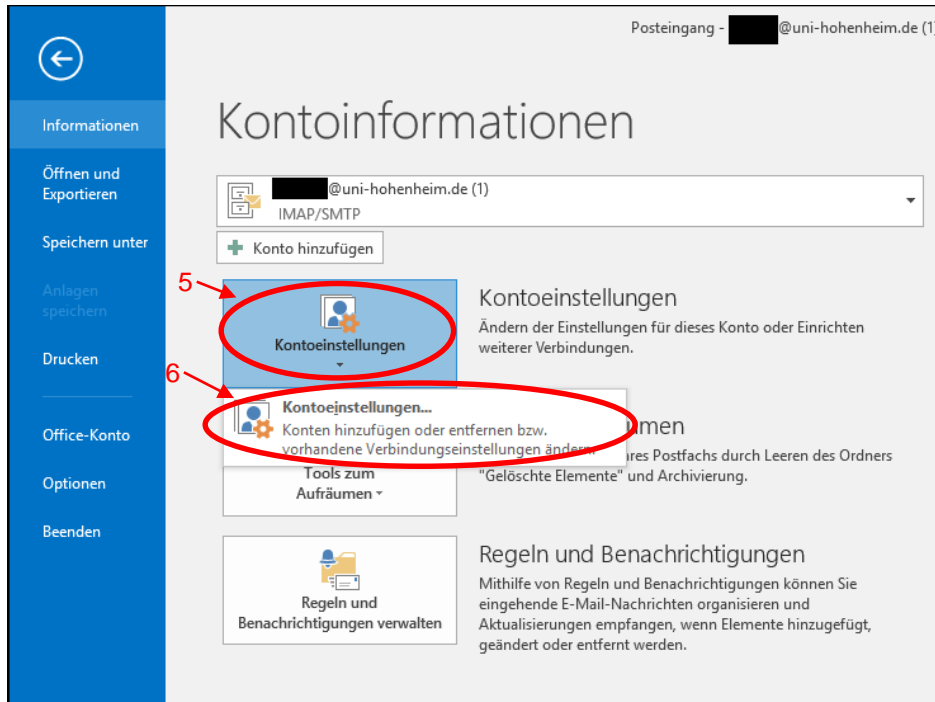 Posteingang - @uni-hohenheim.de (1)
Informationen
Öffnen und
Exportieren
Speichern unter
Anlagen
speichern
Drucken
Office-Konto
Optionen
Beenden
Kontoinformationen
@uni-hohenheim.de (1)
IMAP/SMTP
Konto hinzufügen
5
Kontoeinstellungen
Kontoeinstellungen
Ändern der Einstellungen für dieses Konto oder Einrichten
weiterer Verbindungen.
6
Kontoeinstellungen...
Konten hinzufügen oder entfernen bzw.
vorhandene Verbindungseinstellungen ändern.
Tools zum
Aufräumen
umen
res Postfachs durch Leeren des Ordners
"Gelöschte Elemente" und Archivierung.
Regeln und
Benachrichtigungen verwalten
Regeln und Benachrichtigungen
Mithilfe von Regeln und Benachrichtigungen können Sie
eingehende E-Mail-Nachrichten organisieren und
Aktualisierungen empfangen, wenn Elemente hinzugefügt,
geändert oder entfernt werden.